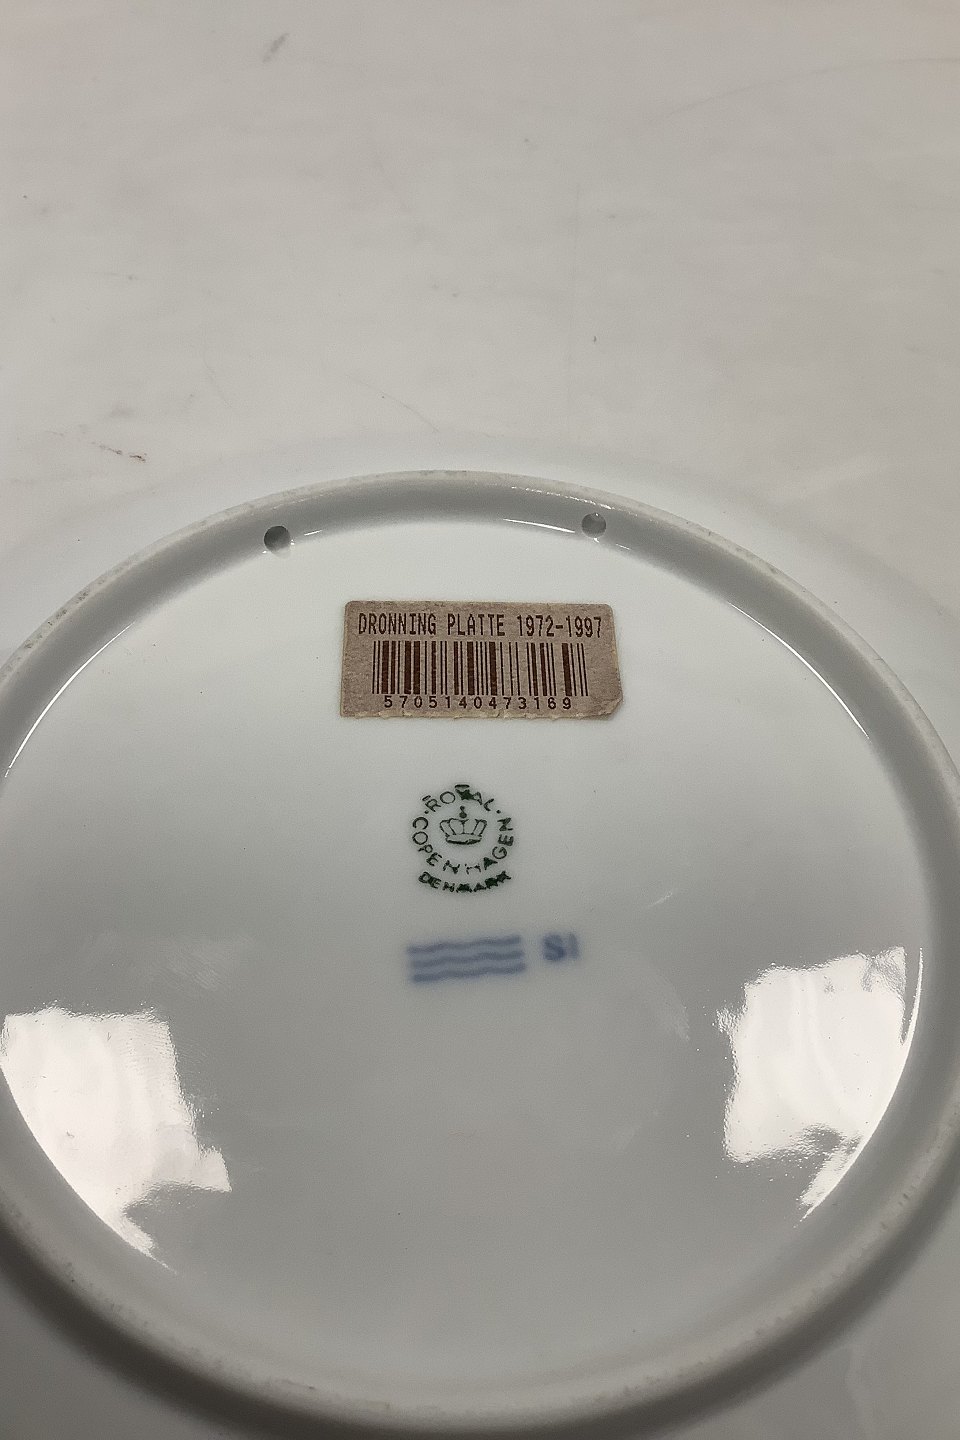 DRONNING PLATTE 1972-1997
5705140473169
ROYAL
COPENHAGEN
DENMARK